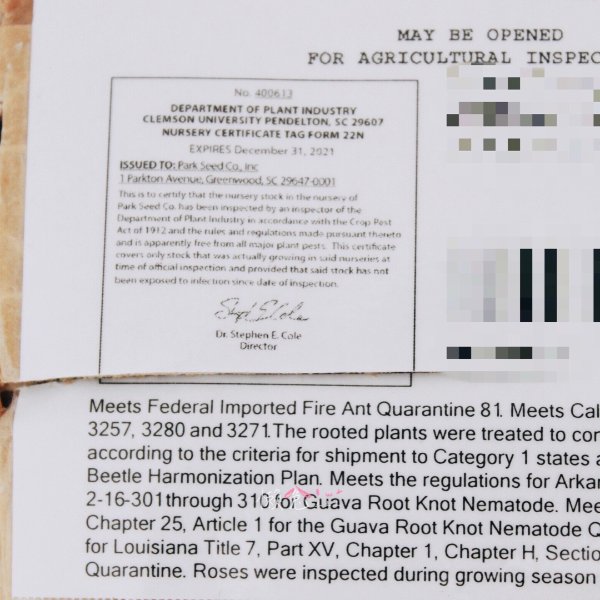 MAY BE OPENED
FOR AGRICULTURAL INSPEC
No. 400613
DEPARTMENT OF PLANT INDUSTRY
CLEMSON UNIVERSITY PENDELTON, SC 29607
NURSERY CERTIFICATE TAG FORM 22N
EXPIRES December 31, 2021
ISSUED TO: Park Seed Co., Inc
1 Parkton Avenue, Greenwood, SC 29647-0001
This is to certify that the nursery stock in the nursery of
Park Seed Co. has been inspected by an inspector of the
Department of Plant Industry in accordance with the Crop Pest
Act of 1912 and the rules and regulations made pursuant thereto
and is apparently free from all major plant pests. This certificate
covers only stock that was actually growing in said nurseries at
time of official inspection and provided that said stock has not
been exposed to infection since date of inspection.
Dr. Stephen E. Cole
Director
Meets Federal Imported Fire Ant Quarantine 81. Meets Cal
3257, 3280 and 3271.The rooted plants were treated to con
according to the criteria for shipment to Category 1 states a
Beetle Harmonization Plan. Meets the regulations for Arka
2-16-301through 310 for Guava Root Knot Nematode. Mee
Chapter 25, Article 1 for the Guava Root Knot Nematode Q
for Louisiana Title 7, Part XV, Chapter 1, Chapter H, Sectio
Quarantine. Roses were inspected during growing season